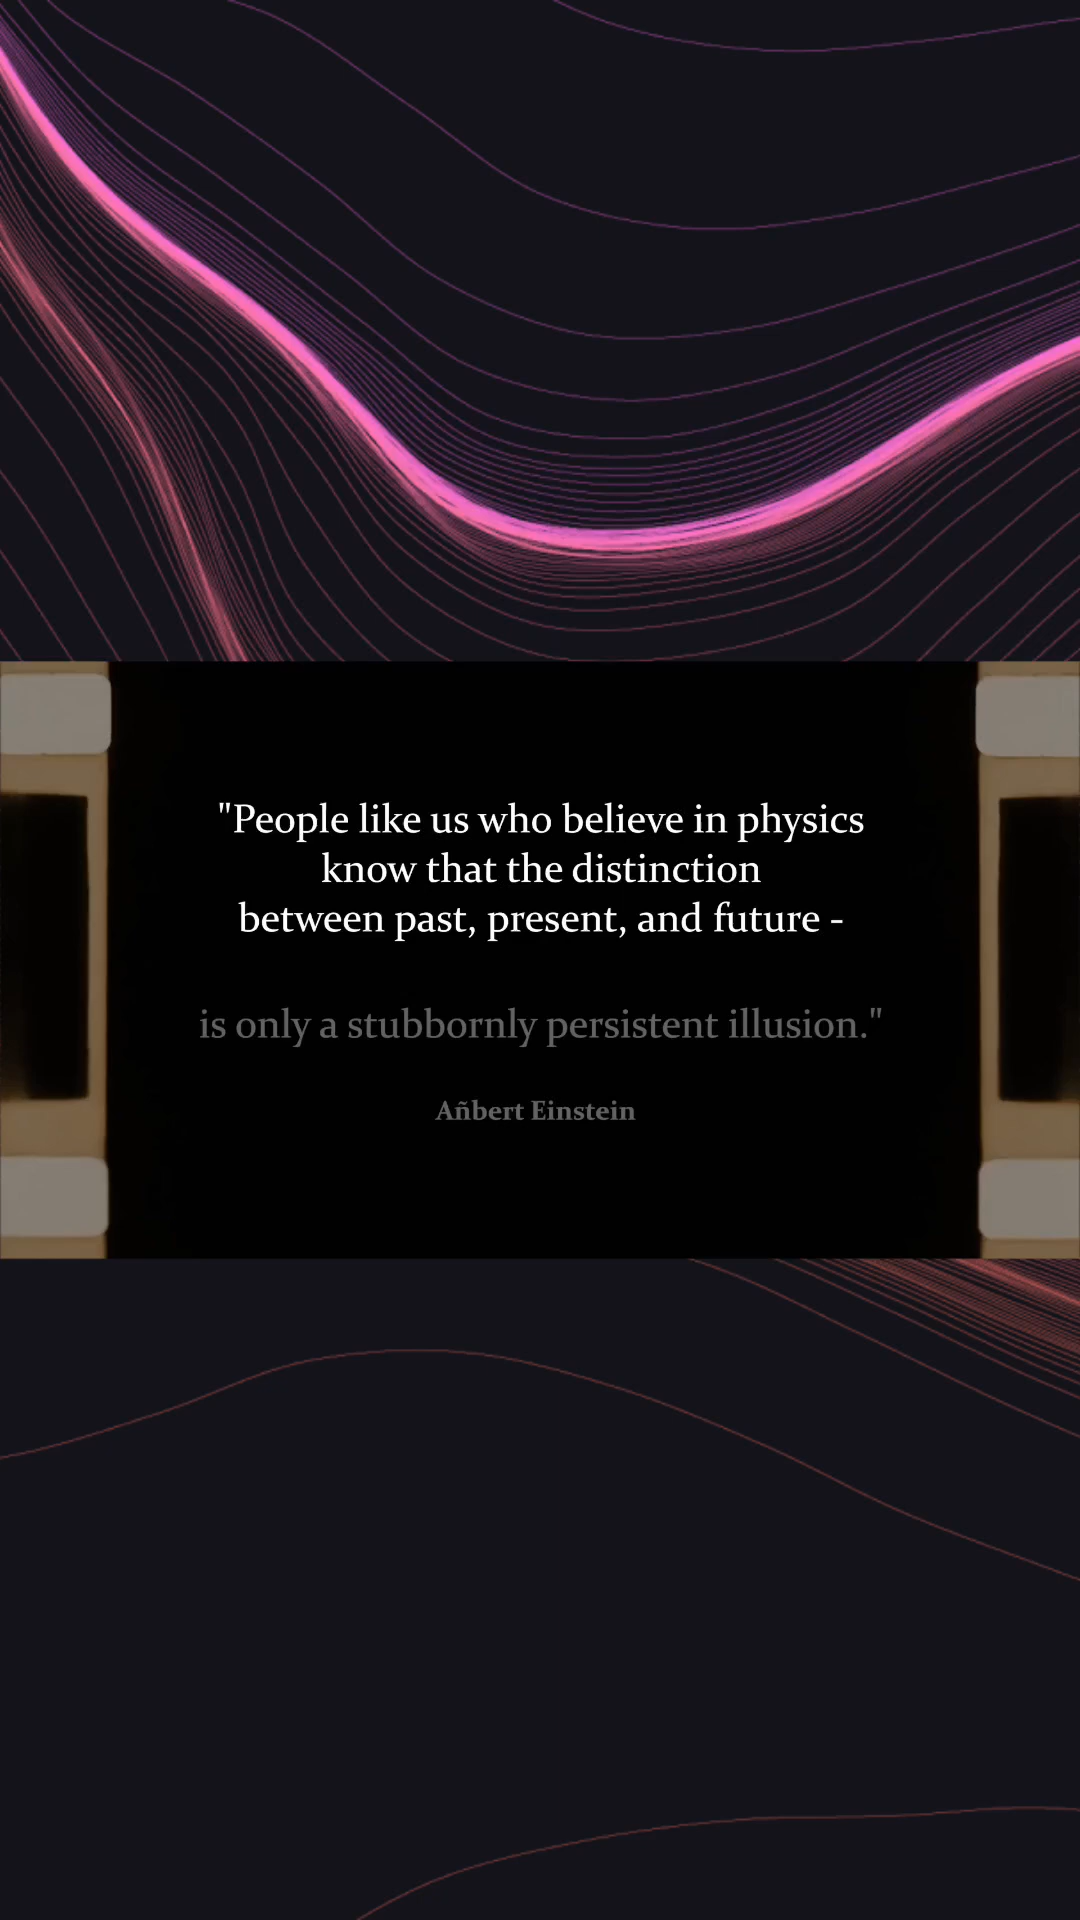 "People like us who believe in physics
know that the distinction
between past, present, and future -
is only a stubbornly persistent illusion."
Añbert Einstein